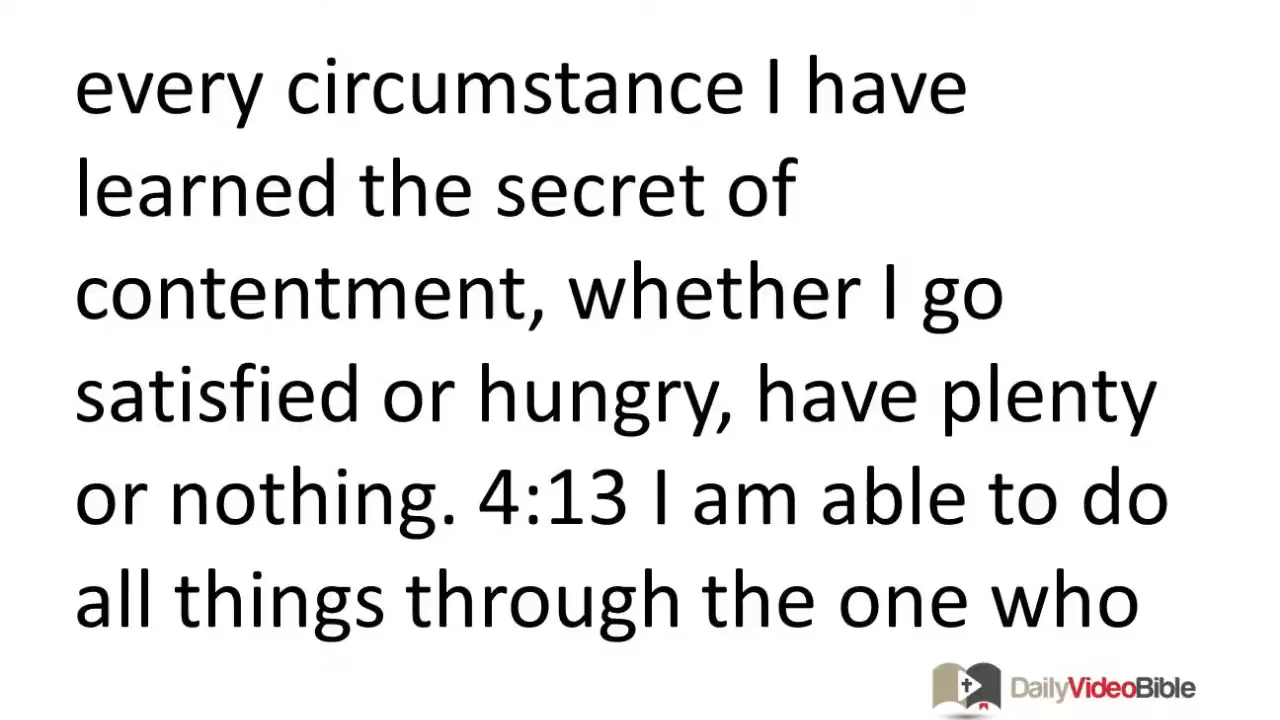 every circumstance I have
learned the secret of
contentment, whether I go
satisfied or hungry, have plenty
or nothing. 4:13 I am able to do
all things through the one who
DailyVideoBible